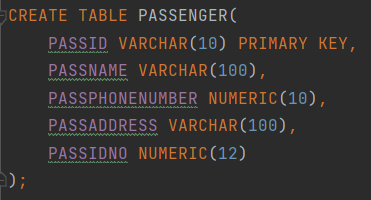 CREATE TABLE PASSENGER(
PASSID VARCHAR(10) PRIMARY KEY,
PASSNAME VARCHAR(100),
PASSPHONENUMBER NUMERIC(10),
PASSADDRESS VARCHAR(100),
PASSIDNO NUMERIC(12)
);